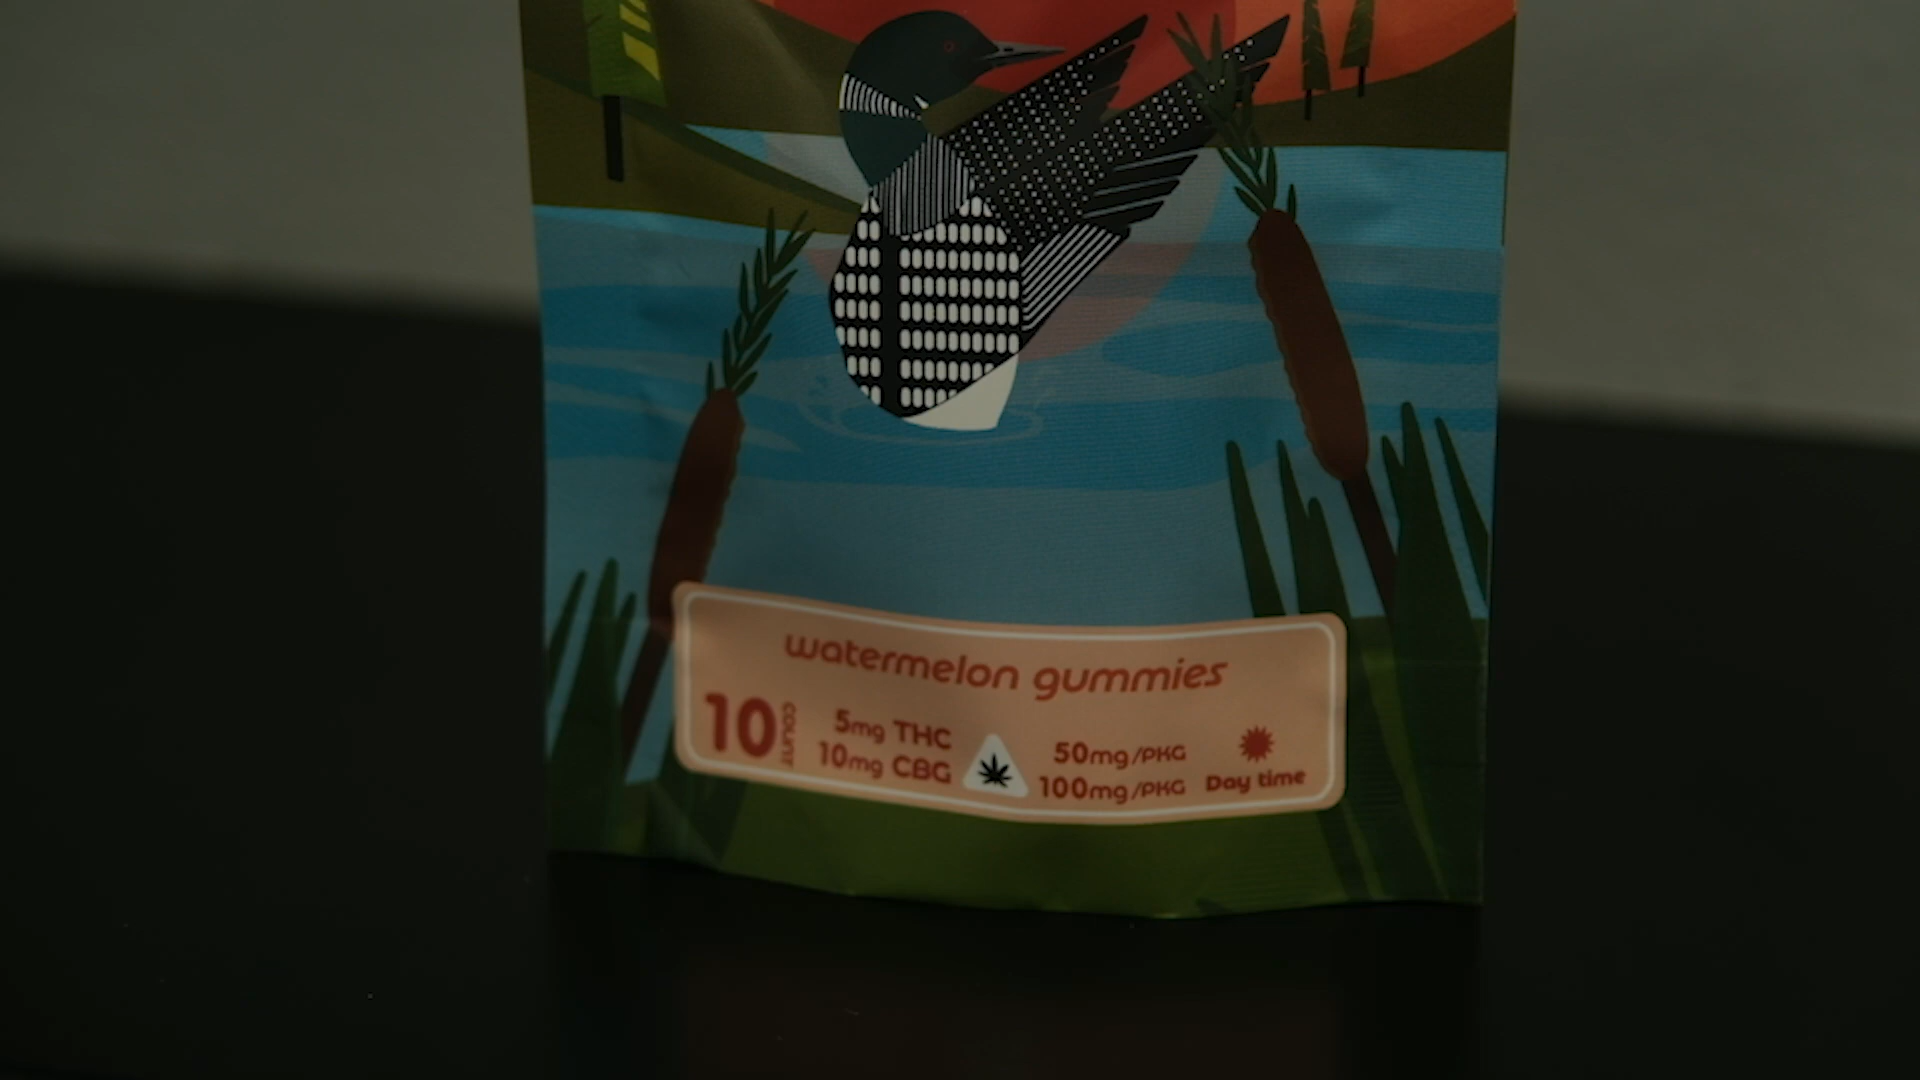 watermelon gummies
10 COUNT
5mg THC
10mg CBG
50mg/PKG
100mg/PKG
Day time